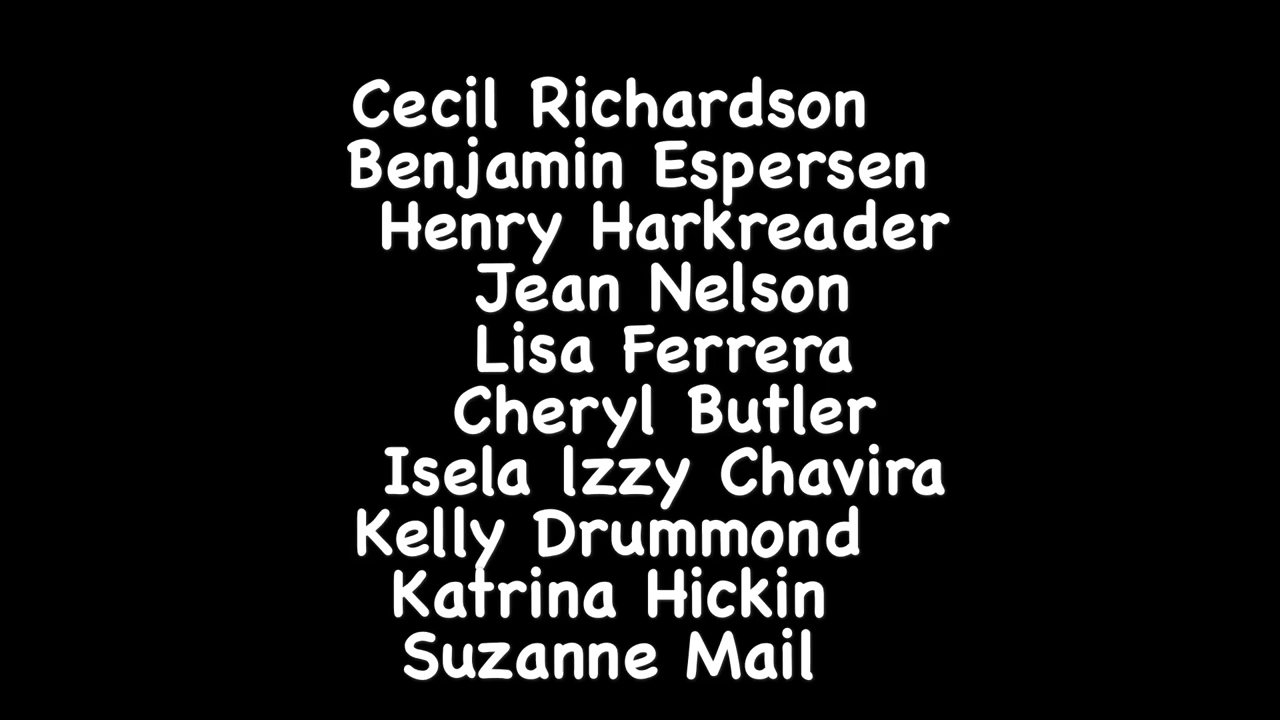 Cecil Richardson
Benjamin Espersen
Henry Harkreader
Jean Nelson
Lisa Ferrera
Cheryl Butler
Isela lzzy Chavira
Kelly Drummond
Katrina Hickin
Suzanne Mail